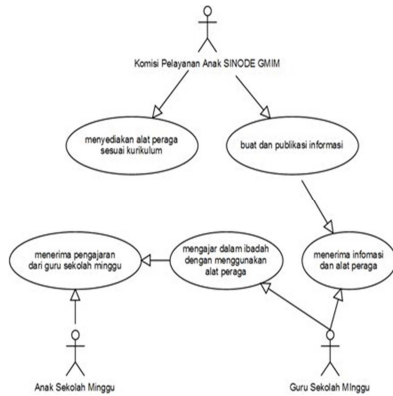 Komisi Pelayanan Anak SINODE GMIM
menyediakan alat peraga
sesuai kurikulum
buat dan publikasi informasi
menerima pengajaran
dari guru sekolah minggu
mengajar dalam ibadah
dengan menggunakan
alat peraga
menerima infomasi
dan alat peraga
Anak Sekolah Minggu
Guru Sekolah MInggu